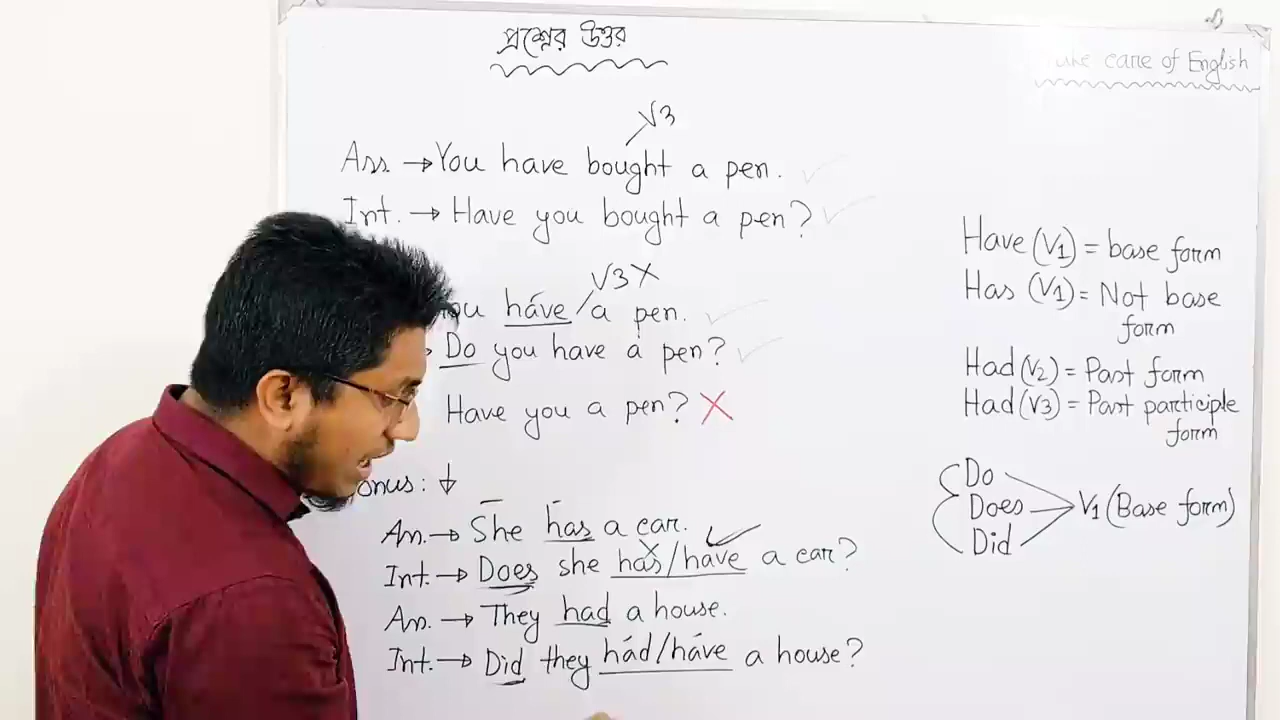 প্রশ্নের উত্তর
care of English
V3
Ass. → You have bought a pen. ✓
Int. → Have you bought a pen? ✓
V3 X
you have / a pen. ✓
Do you have a pen? ✓
Have you a pen? X
Bonus: ↓
As. → She has a car.
Int. → Does she has/have a car?
X ✓
As. → They had a house.
Int. → Did they had/have a house?
Have (V1) = base form
Has (V1) = Not base
form
Had (V2) = Past form
Had (V3) = Past participle
form
Do
Does → V1 (Base form)
Did